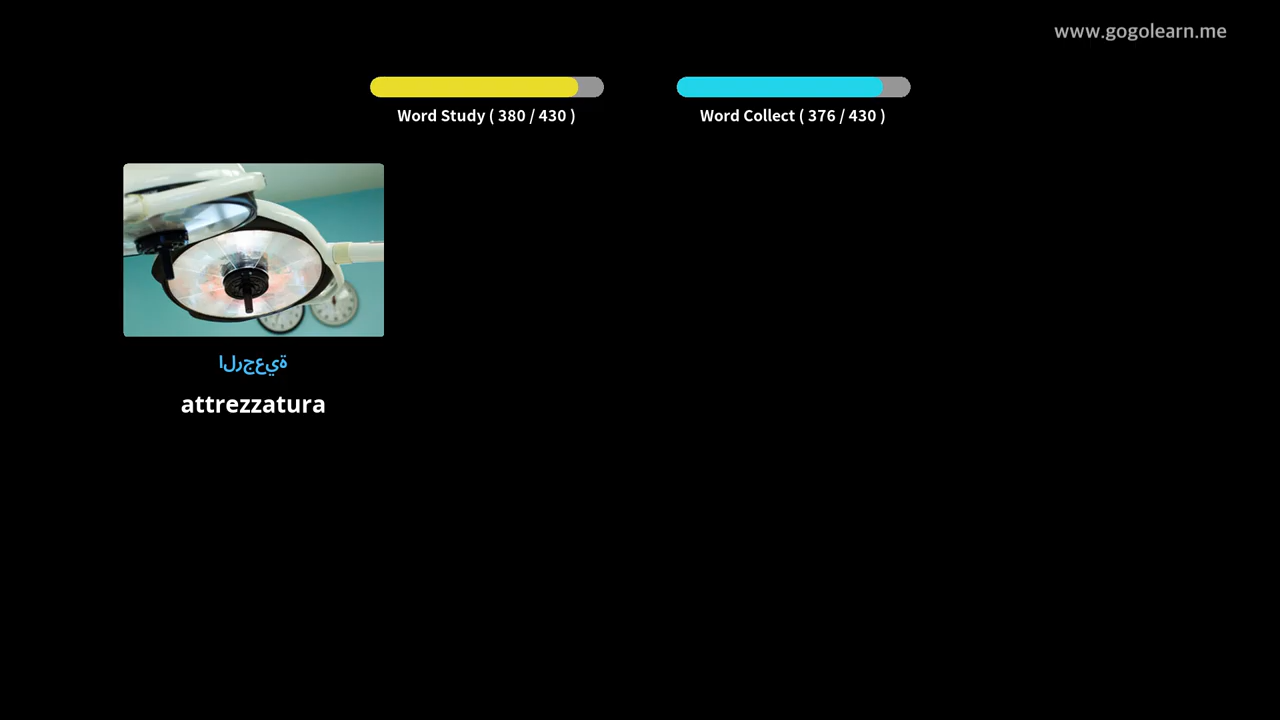 www.gogolearn.me
Word Study ( 380 / 430 )
Word Collect ( 376 / 430 )
الرجعية
attrezzatura